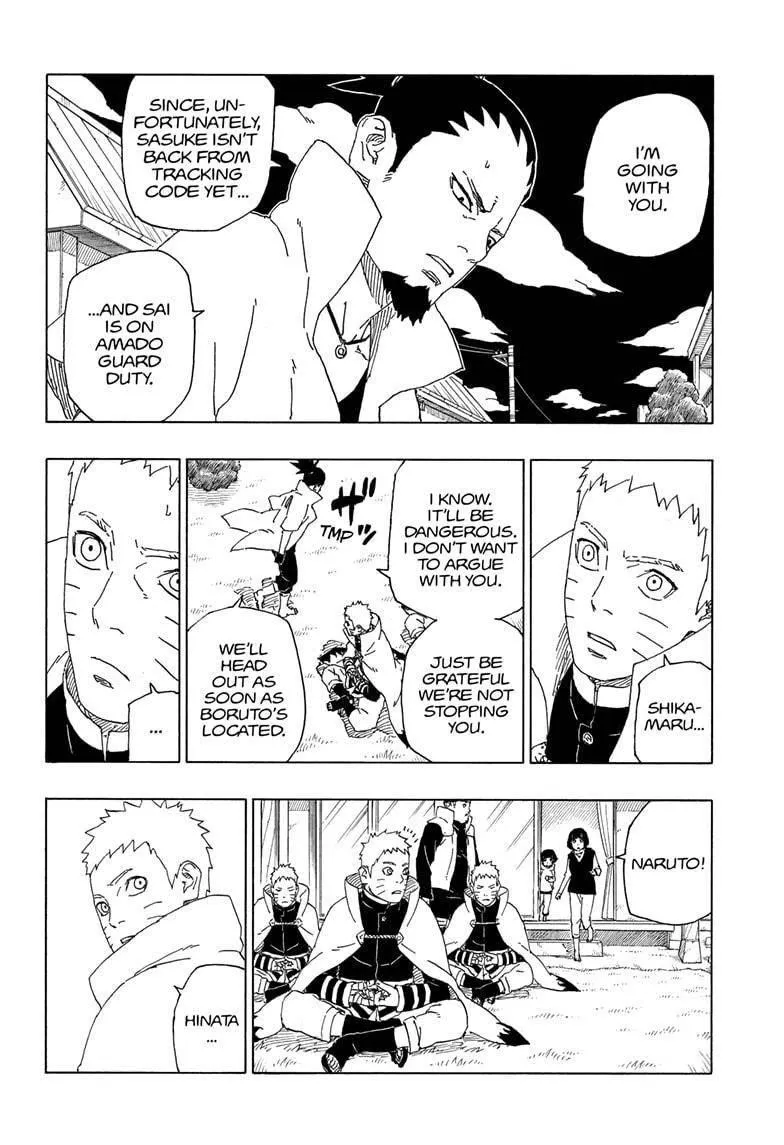 I'M
GOING
WITH
YOU.
SINCE, UN-
FORTUNATELY,
SASUKE ISN'T
BACK FROM
TRACKING
CODE YET...
...AND SAI
IS ON
AMADO
GUARD
DUTY.
SHIKA-
MARU...
I KNOW.
IT'LL BE
DANGEROUS.
I DON'T WANT
TO ARGUE
WITH YOU.
JUST BE
GRATEFUL
WE'RE NOT
STOPPING
YOU.
ザッ
TMP
WE'LL
HEAD
OUT AS
SOON AS
BORUTO'S
LOCATED.
...
NARUTO!
HINATA
...